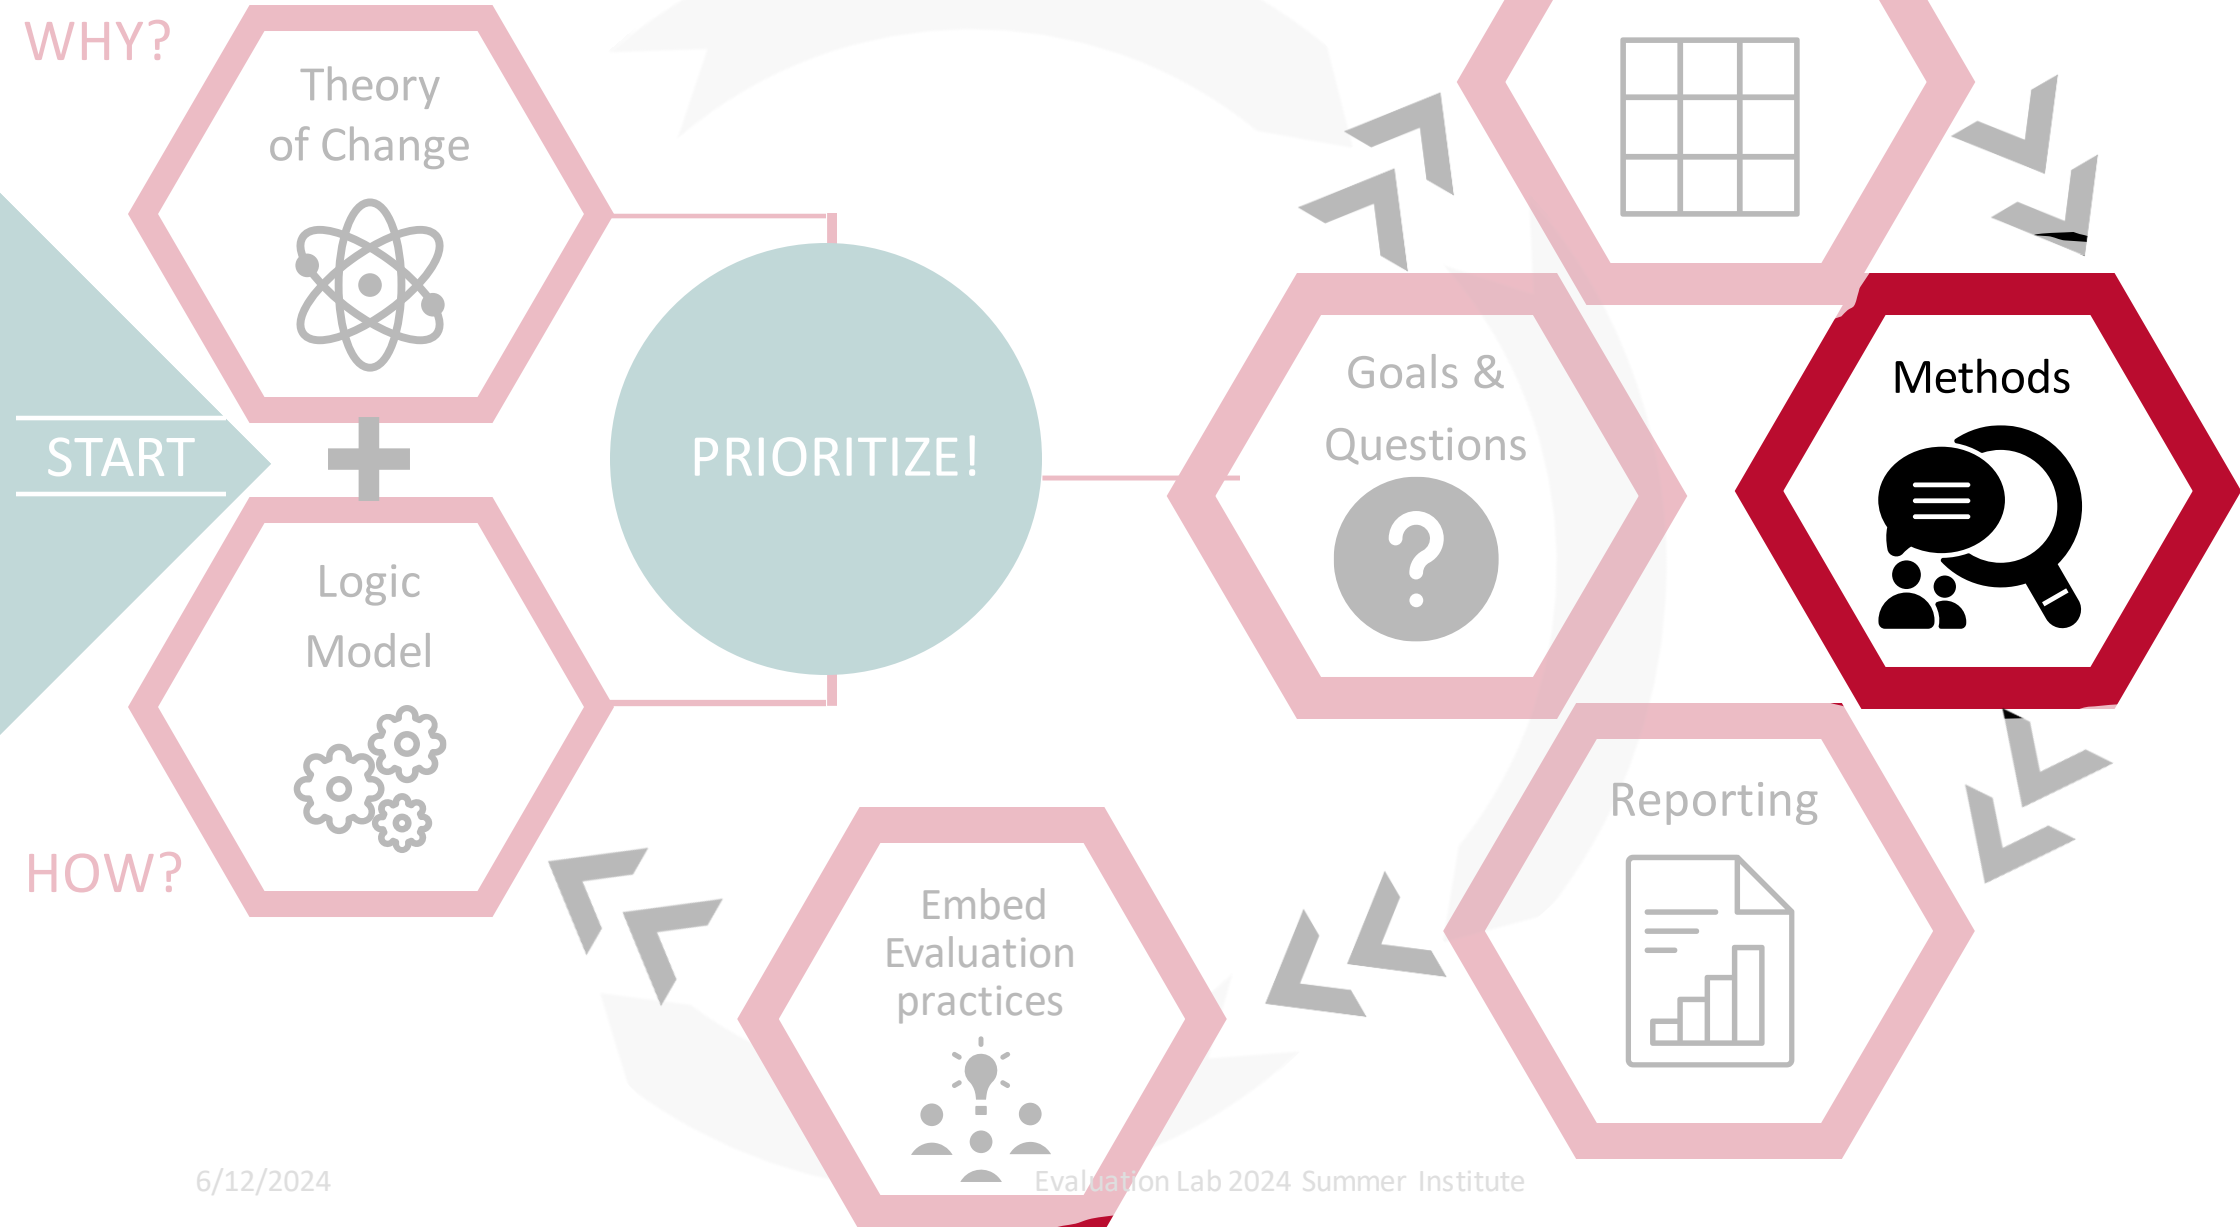 WHY?
Theory
of Change
START
PRIORITIZE!
Logic
Model
HOW?
Goals &
Questions
?
Methods
Reporting
Embed
Evaluation
practices
6/12/2024
Evaluation Lab 2024 Summer Institute